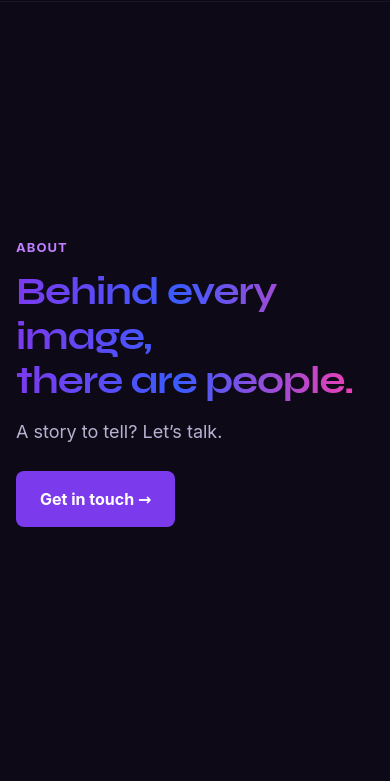 ABOUT
Behind every
image,
there are people.
A story to tell? Let’s talk.
Get in touch →